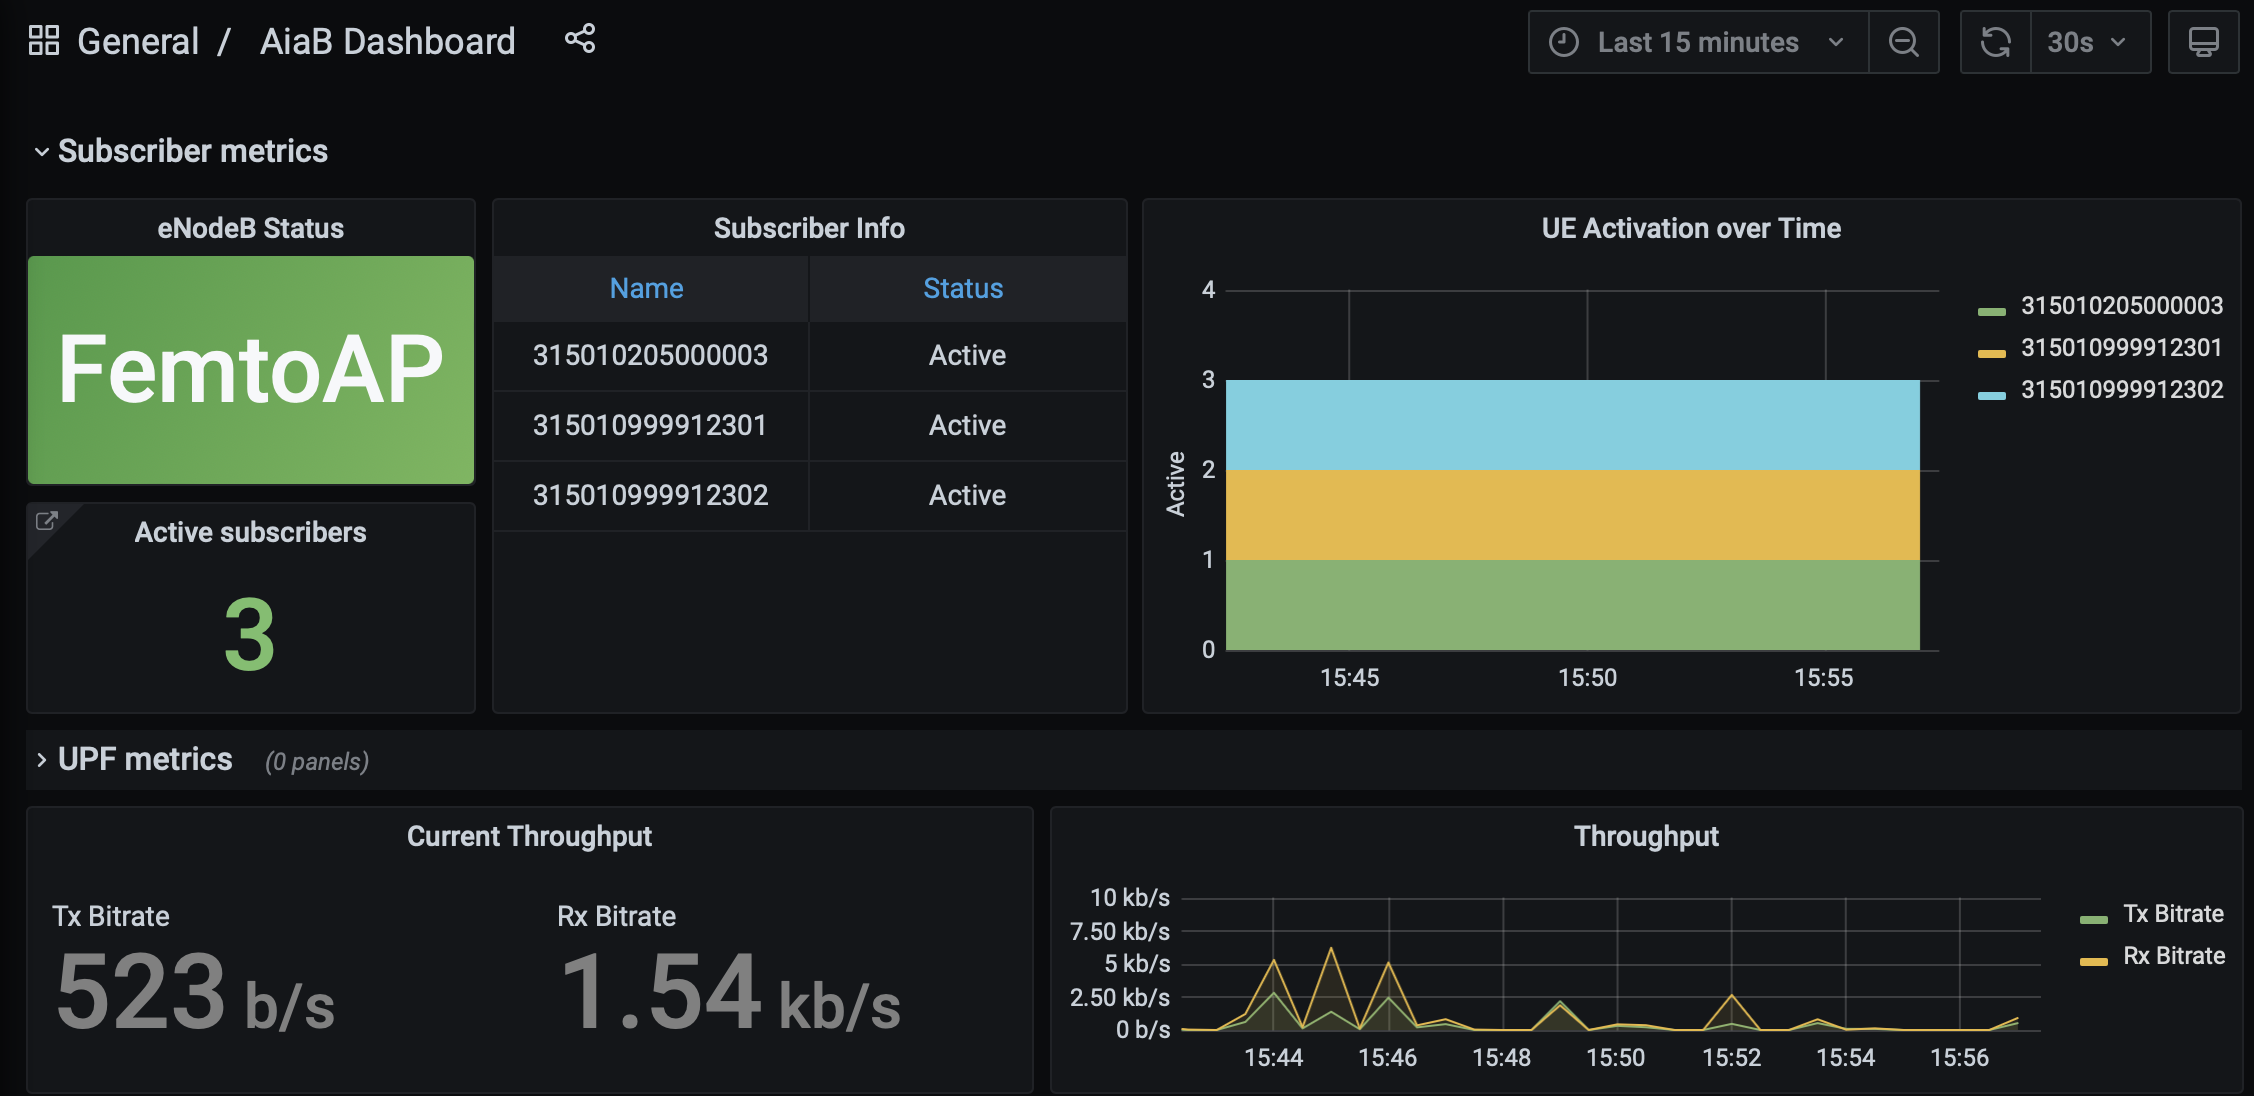 General / AiaB Dashboard
Last 15 minutes
30s
Subscriber metrics
eNodeB Status
FemtoAP
Active subscribers
3
Subscriber Info
Name Status
315010205000003 Active
315010999912301 Active
315010999912302 Active
UE Activation over Time
Active
4
3
2
1
0
15:45 15:50 15:55
315010205000003
315010999912301
315010999912302
UPF metrics (0 panels)
Current Throughput
Tx Bitrate
523 b/s
Rx Bitrate
1.54 kb/s
Throughput
10 kb/s
7.50 kb/s
5 kb/s
2.50 kb/s
0 b/s
15:44 15:46 15:48 15:50 15:52 15:54 15:56
Tx Bitrate
Rx Bitrate